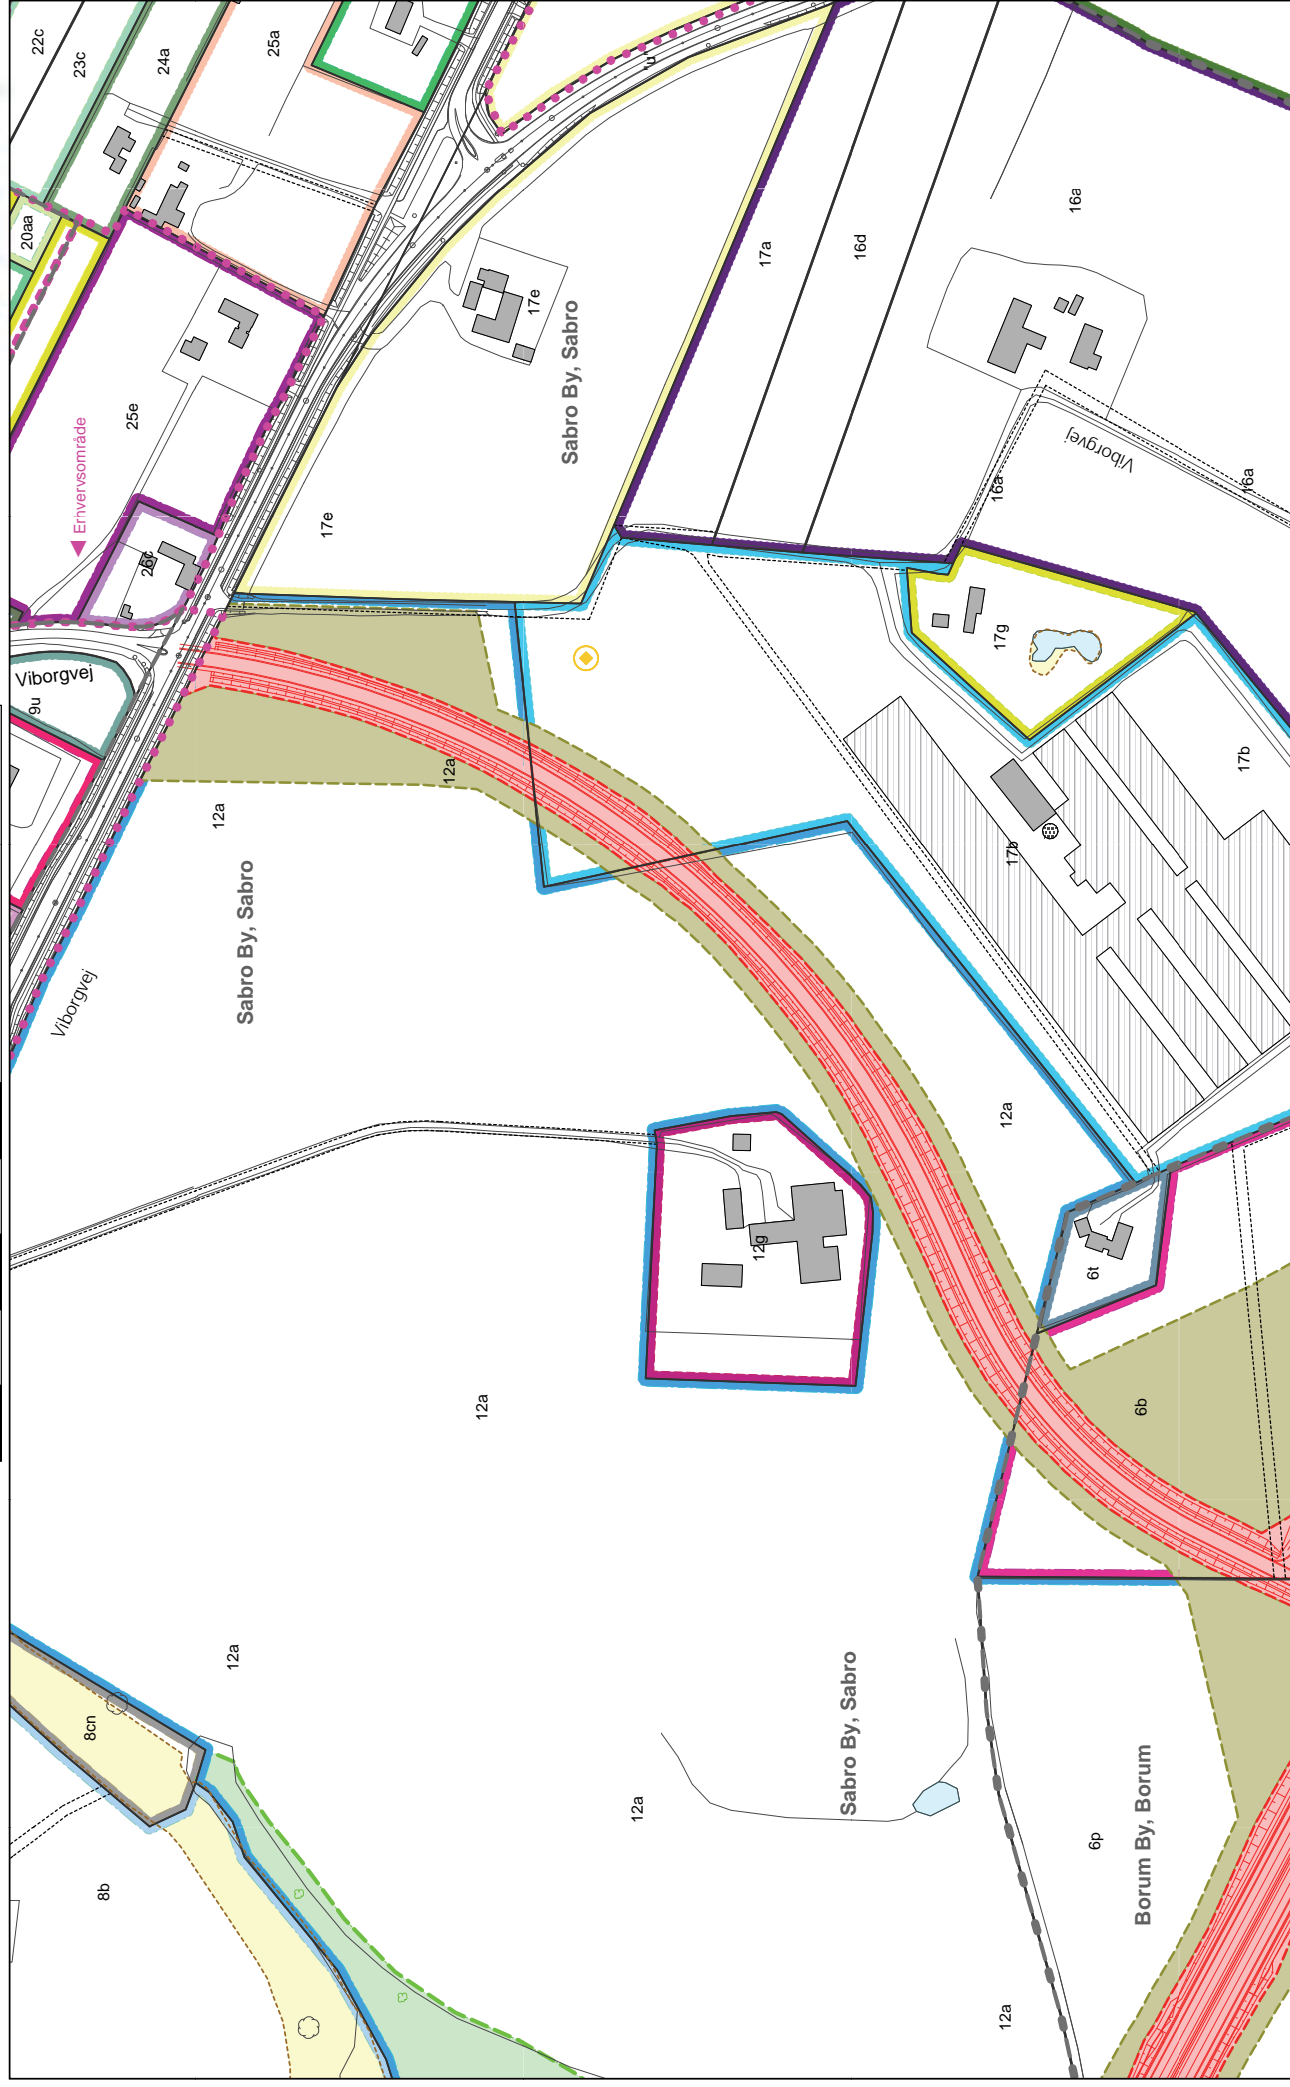 22c
23c
24a
25a
20aa
25e
Erhvervsområde
26c
Viborgvej
9u
"u"
17e
Sabro By, Sabro
17e
17a
16d
16a
Viborgvej
16a
16a
17g
17b
17b
12a
12a
Sabro By, Sabro
Viborgvej
12g
12a
6t
12a
6b
12a
8cn
8b
12a
Sabro By, Sabro
6p
Borum By, Borum
12a